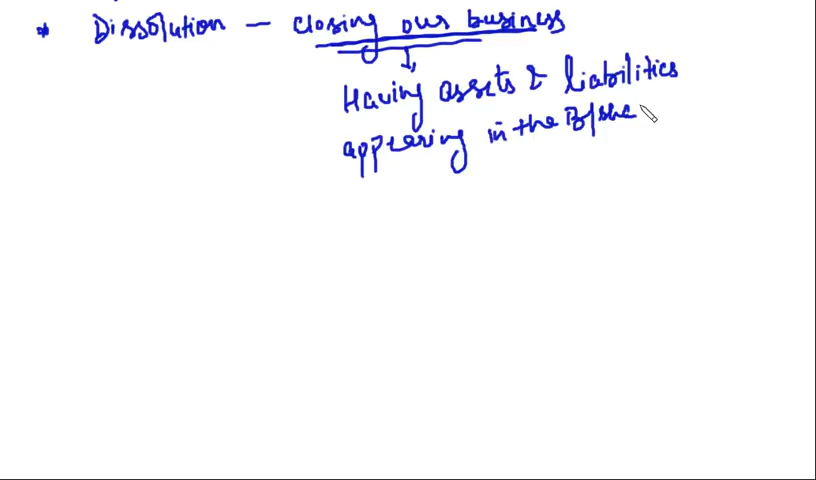 * Dissolution — closing our business
Having assets & liabilities
appearing in the B/she